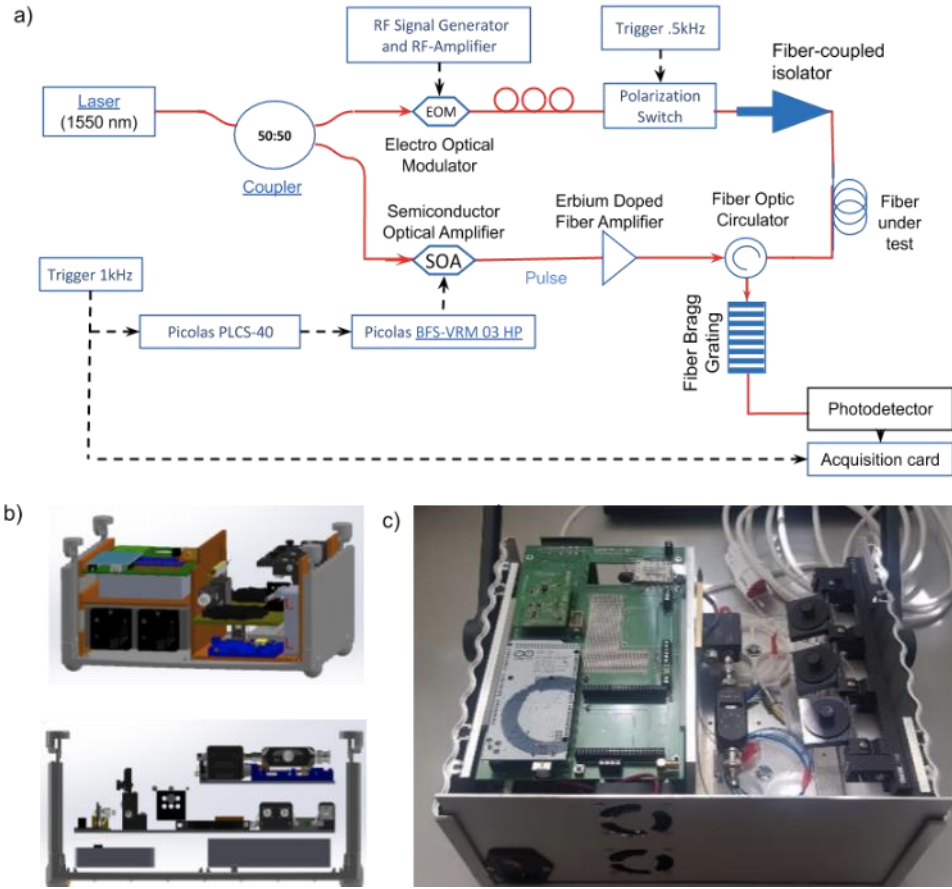 a)
RF Signal Generator
and RF-Amplifier
Trigger .5kHz
Fiber-coupled
isolator
Laser
(1550 nm)
EOM
Polarization
Switch
50:50
Electro Optical
Modulator
Coupler
Semiconductor
Optical Amplifier
Erbium Doped
Fiber Amplifier
Fiber Optic
Circulator
Fiber
under
test
SOA
Pulse
Trigger 1kHz
Picolas PLCS-40
Picolas BFS-VRM 03 HP
Fiber Bragg
Grating
Photodetector
Acquisition card
b)
c)